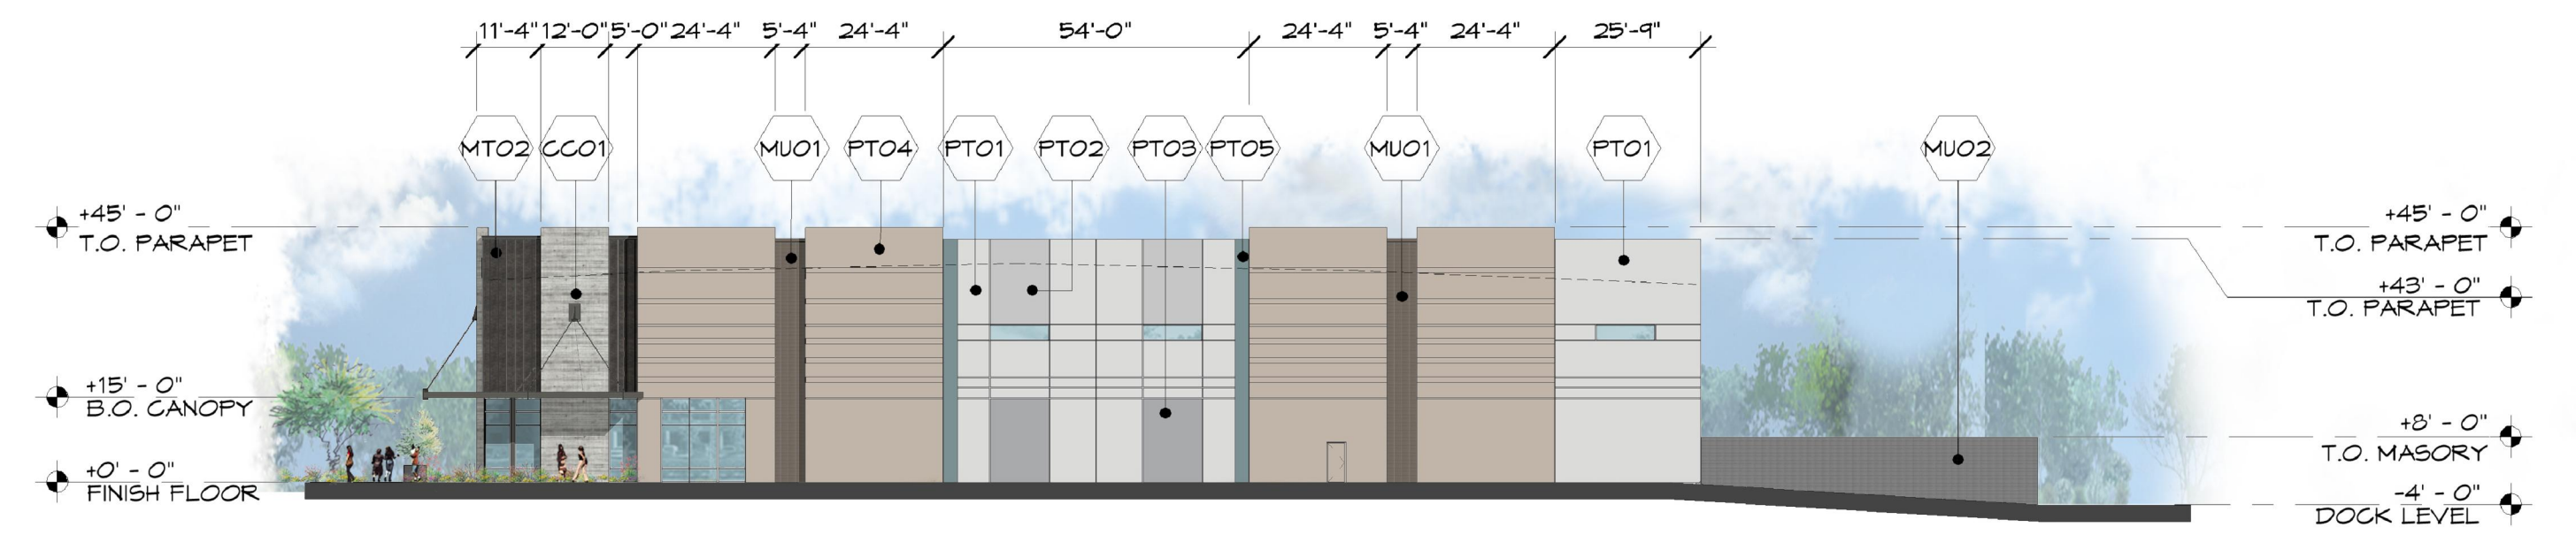 11'-4" 12'-0" 5'-0" 24'-4" 5'-4" 24'-4" 54'-0" 24'-4" 5'-4" 24'-4" 25'-9"
MT02 CC01 MU01 PT04 PT01 PT02 PT03 PT05 MU01 PT01 MU02
+45' - 0"
T.O. PARAPET
+15' - 0"
B.O. CANOPY
+0' - 0"
FINISH FLOOR
+45' - 0"
T.O. PARAPET
+43' - 0"
T.O. PARAPET
+8' - 0"
T.O. MASORY
-4' - 0"
DOCK LEVEL